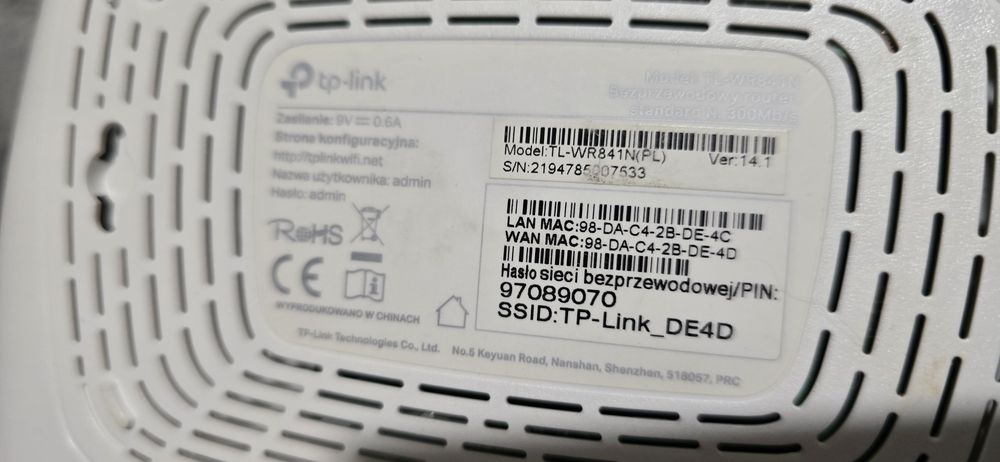 tp-link
Model: TL-WR841N
Bezprzewodowy router
standard N, 300Mb/s
Zasilanie: 9V⎓0.6A
Strona konfiguracyjna:
http://tplinkwifi.net
Nazwa użytkownika: admin
Hasło: admin
Model:TL-WR841N(PL) Ver:14.1
S/N:2194785007633
LAN MAC:98-DA-C4-2B-DE-4C
WAN MAC:98-DA-C4-2B-DE-4D
Hasło sieci bezprzewodowej/PIN:
97089070
SSID:TP-Link_DE4D
RoHS
CE
WYPRODUKOWANO W CHINACH
TP-Link Technologies Co., Ltd. No.5 Keyuan Road, Nanshan, Shenzhen, 518057, PRC